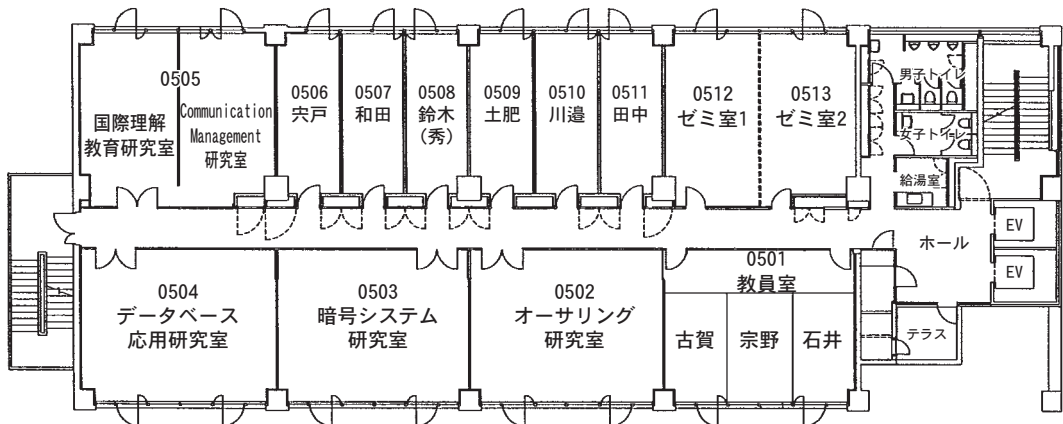 0505
国際理解
教育研究室
Communication
Management
研究室
0506
宍戸
0507
和田
0508
鈴木
(秀)
0509
土肥
0510
川邉
0511
田中
0512
ゼミ室1
0513
ゼミ室2
男子トイレ
女子トイレ
給湯室
ホール
EV
EV
テラス
0504
データベース
応用研究室
0503
暗号システム
研究室
0502
オーサリング
研究室
0501
教員室
古賀
宗野
石井